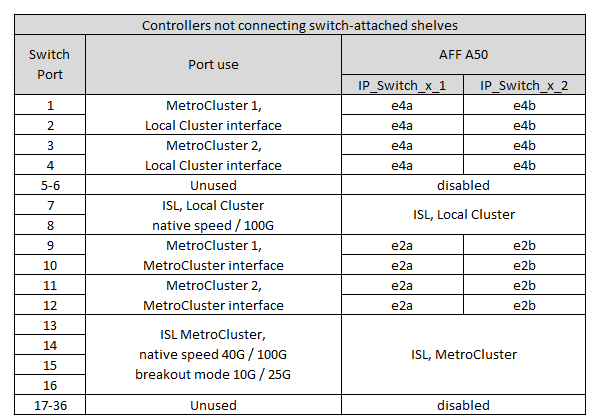 Controllers not connecting switch-attached shelves
Switch Port
Port use
AFF A50
IP_Switch_x_1
IP_Switch_x_2
1
MetroCluster 1,
e4a
e4b
2
Local Cluster interface
e4a
e4b
3
MetroCluster 2,
e4a
e4b
4
Local Cluster interface
e4a
e4b
5-6
Unused
disabled
7
ISL, Local Cluster
8
native speed / 100G
ISL, Local Cluster
9
MetroCluster 1,
e2a
e2b
10
MetroCluster interface
e2a
e2b
11
MetroCluster 2,
e2a
e2b
12
MetroCluster interface
e2a
e2b
13
14
15
16
ISL MetroCluster,
native speed 40G / 100G
breakout mode 10G / 25G
ISL, MetroCluster
17-36
Unused
disabled